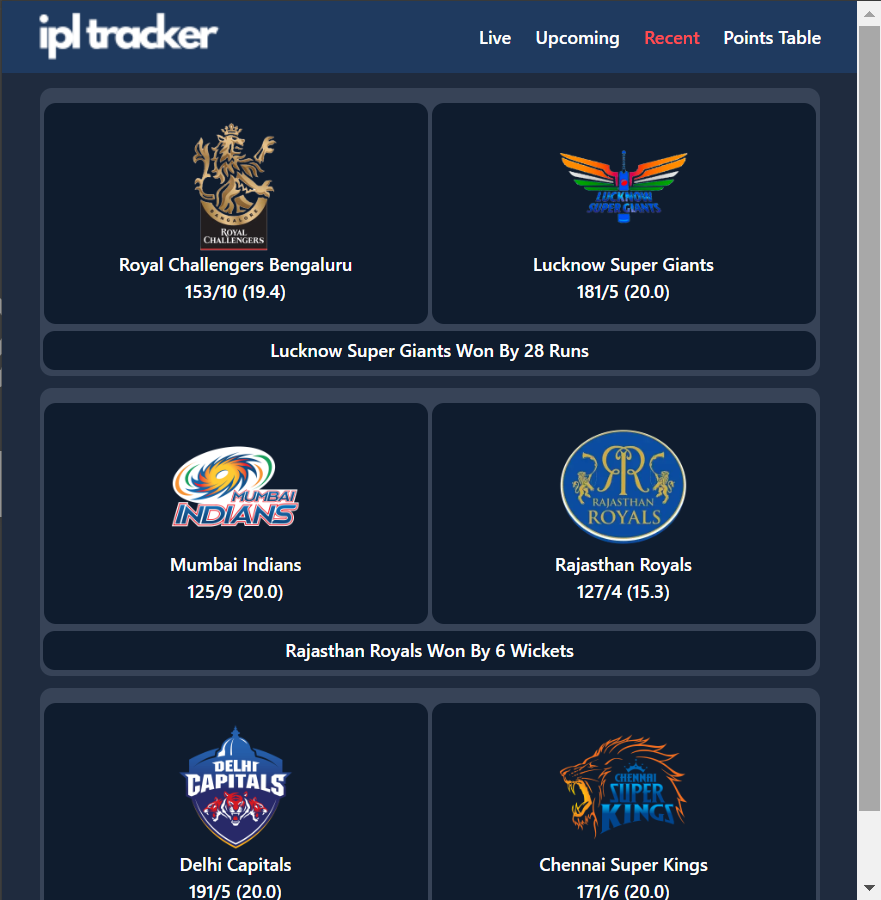 ipl tracker
Live Upcoming Recent Points Table
BANGALORE
ROYAL
CHALLENGERS
Royal Challengers Bengaluru
153/10 (19.4)
LUCKNOW
SUPER GIANTS
Lucknow Super Giants
181/5 (20.0)
Lucknow Super Giants Won By 28 Runs
MUMBAI
INDIANS
Mumbai Indians
125/9 (20.0)
R R
RAJASTHAN
ROYALS
Rajasthan Royals
127/4 (15.3)
Rajasthan Royals Won By 6 Wickets
DELHI
CAPITALS
Delhi Capitals
191/5 (20.0)
CHENNAI
SUPER
KINGS
Chennai Super Kings
171/6 (20.0)